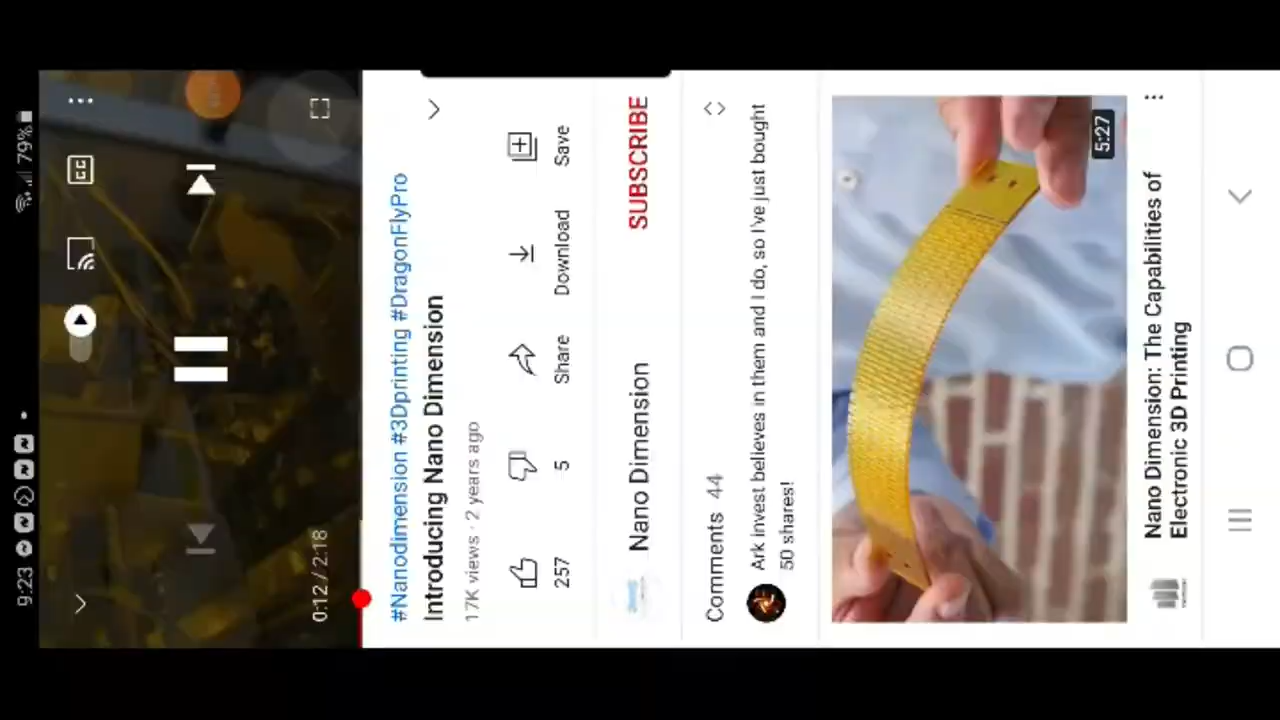 9:23
79%
CC
0:12 / 2:18
#Nanodimension #3Dprinting #DragonFlyPro
Introducing Nano Dimension
17K views · 2 years ago
257
5
Share
Download
Save
Nano Dimension
SUBSCRIBE
Comments 44
Ark invest believes in them and I do, so I've just bought
50 shares!
5:27
Nano Dimension: The Capabilities of
Electronic 3D Printing